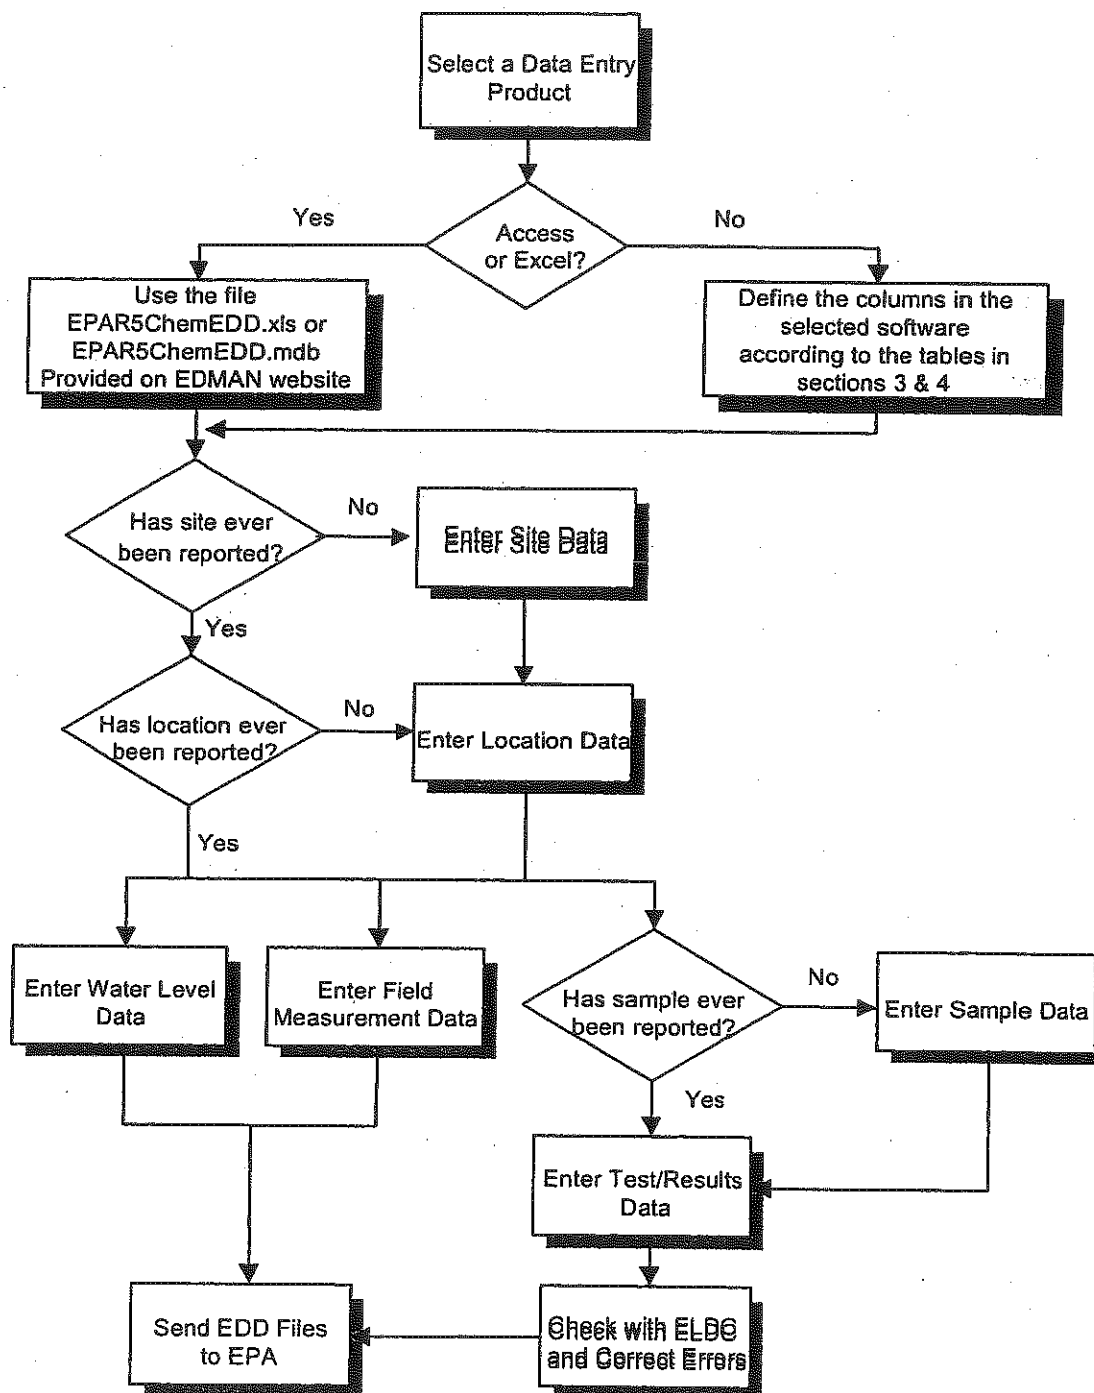 Select a Data Entry
Product
Yes
No
Access
or Excel?
Use the file
EPAR5ChemEDD.xls or
EPAR5ChemEDD.mdb
Provided on EDMAN website
Define the columns in the
selected software
according to the tables in
sections 3 & 4
Has site ever
been reported?
No
Enter Site Data
Yes
Has location ever
been reported?
No
Enter Location Data
Yes
Enter Water Level
Data
Enter Field
Measurement Data
Has sample ever
been reported?
No
Enter Sample Data
Yes
Enter Test/Results
Data
Send EDD Files
to EPA
Check with ELDC
and Correct Errors